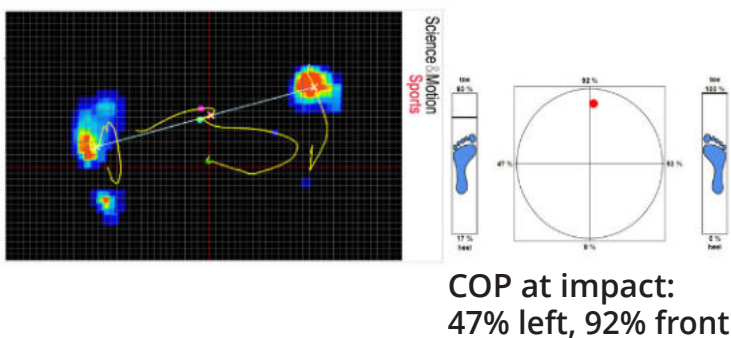 Science&Motion
Sports
toe
83 %
17 %
heel
92 %
47 %
53 %
8 %
toe
100 %
0 %
heel
COP at impact:
47% left, 92% front